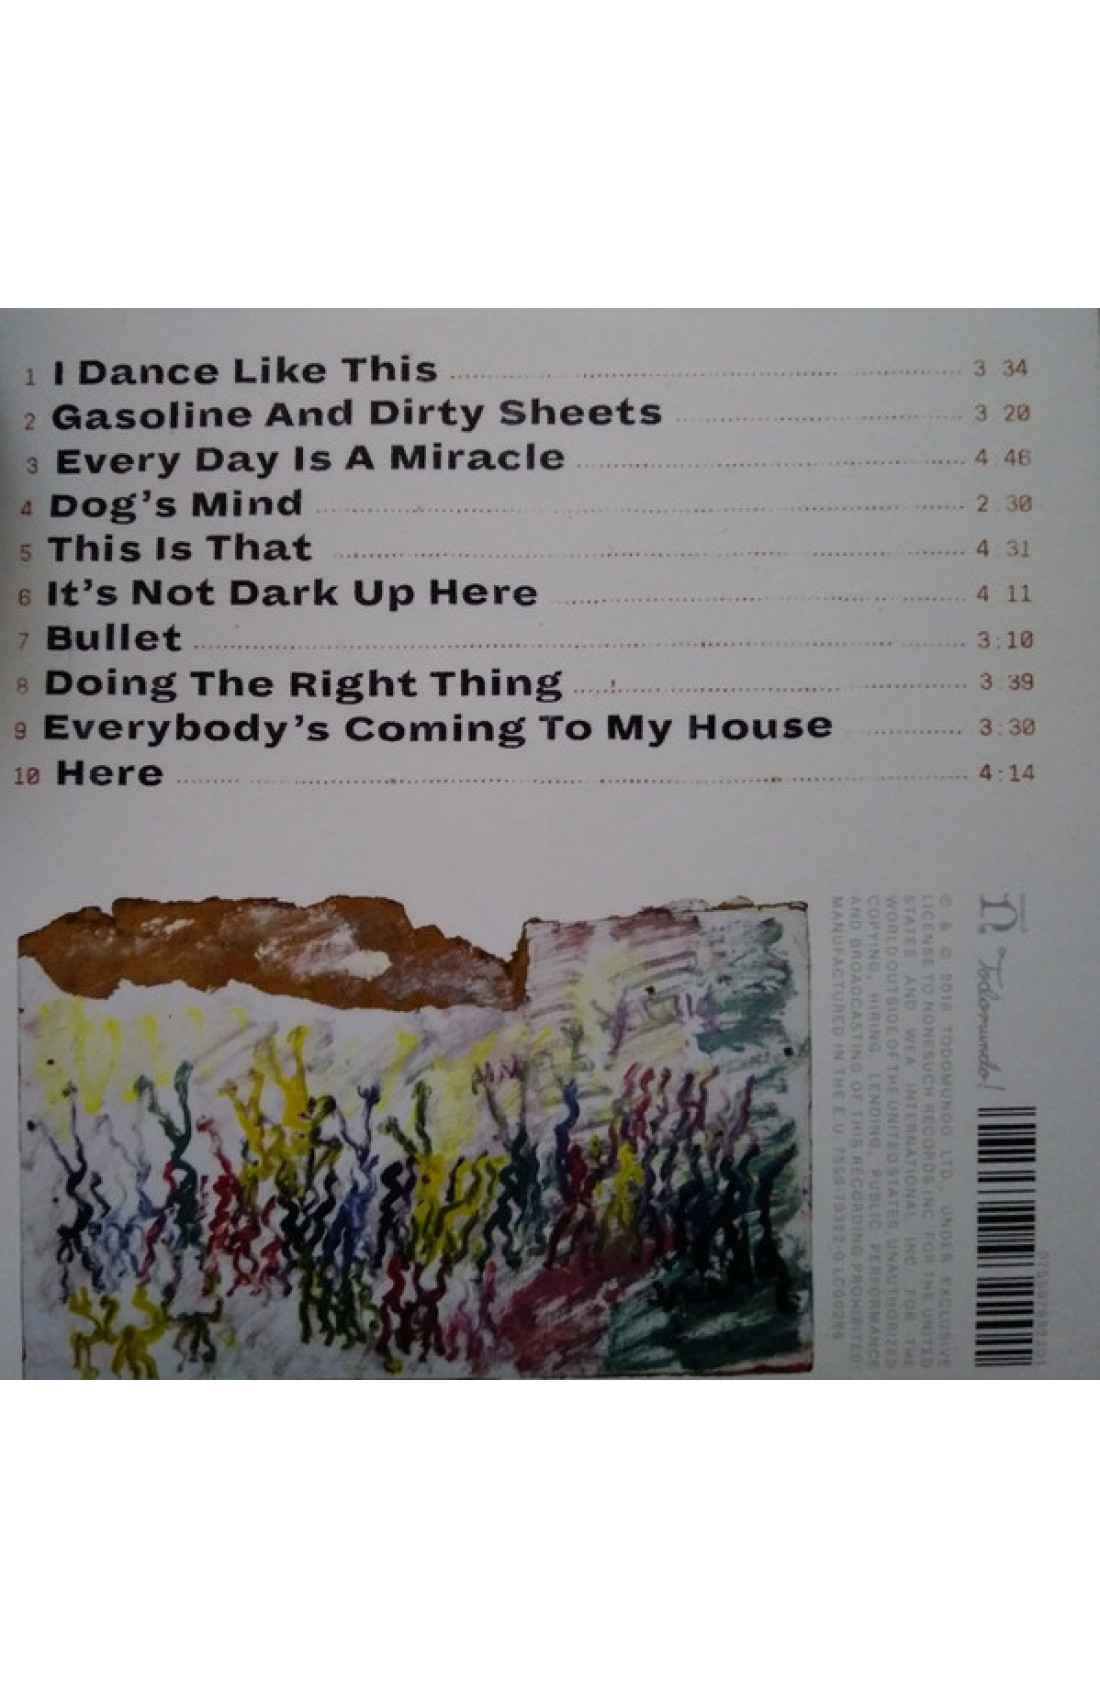 1 I Dance Like This 3 34
2 Gasoline And Dirty Sheets 3 20
3 Every Day Is A Miracle 4 46
4 Dog's Mind 2 30
5 This Is That 4 31
6 It's Not Dark Up Here 4 11
7 Bullet 3:10
8 Doing The Right Thing 3 39
9 Everybody's Coming To My House 3:30
10 Here 4:14
n
Todomundo!
℗ & © 2018 TODOMUNDO LTD., UNDER EXCLUSIVE
LICENSE TO NONESUCH RECORDS INC. FOR THE UNITED
STATES AND WEA INTERNATIONAL INC. FOR THE
WORLD OUTSIDE OF THE UNITED STATES. UNAUTHORIZED
COPYING, HIRING, LENDING, PUBLIC PERFORMANCE
AND BROADCASTING OF THIS RECORDING PROHIBITED.
MANUFACTURED IN THE E.U.